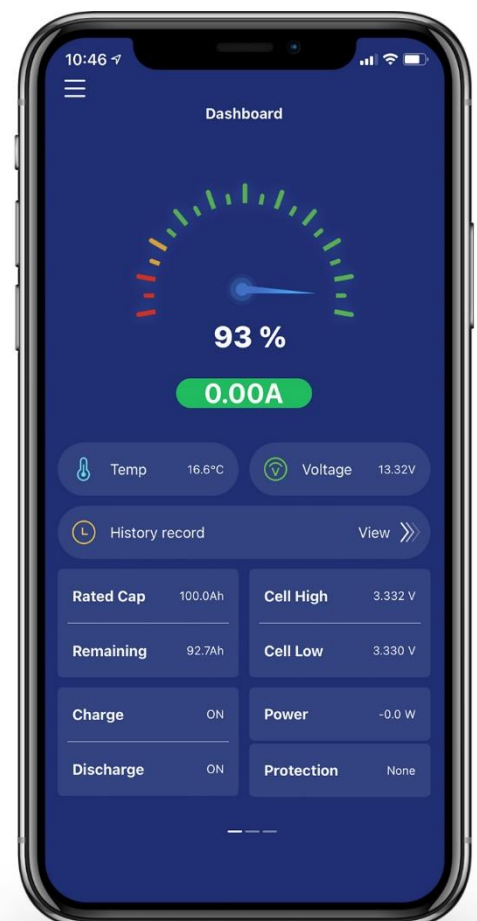 10:46
Dashboard
93 %
0.00A
Temp 16.6°C
Voltage 13.32V
History record View
Rated Cap 100.0Ah
Cell High 3.332 V
Remaining 92.7Ah
Cell Low 3.330 V
Charge ON
Power -0.0 W
Discharge ON
Protection None